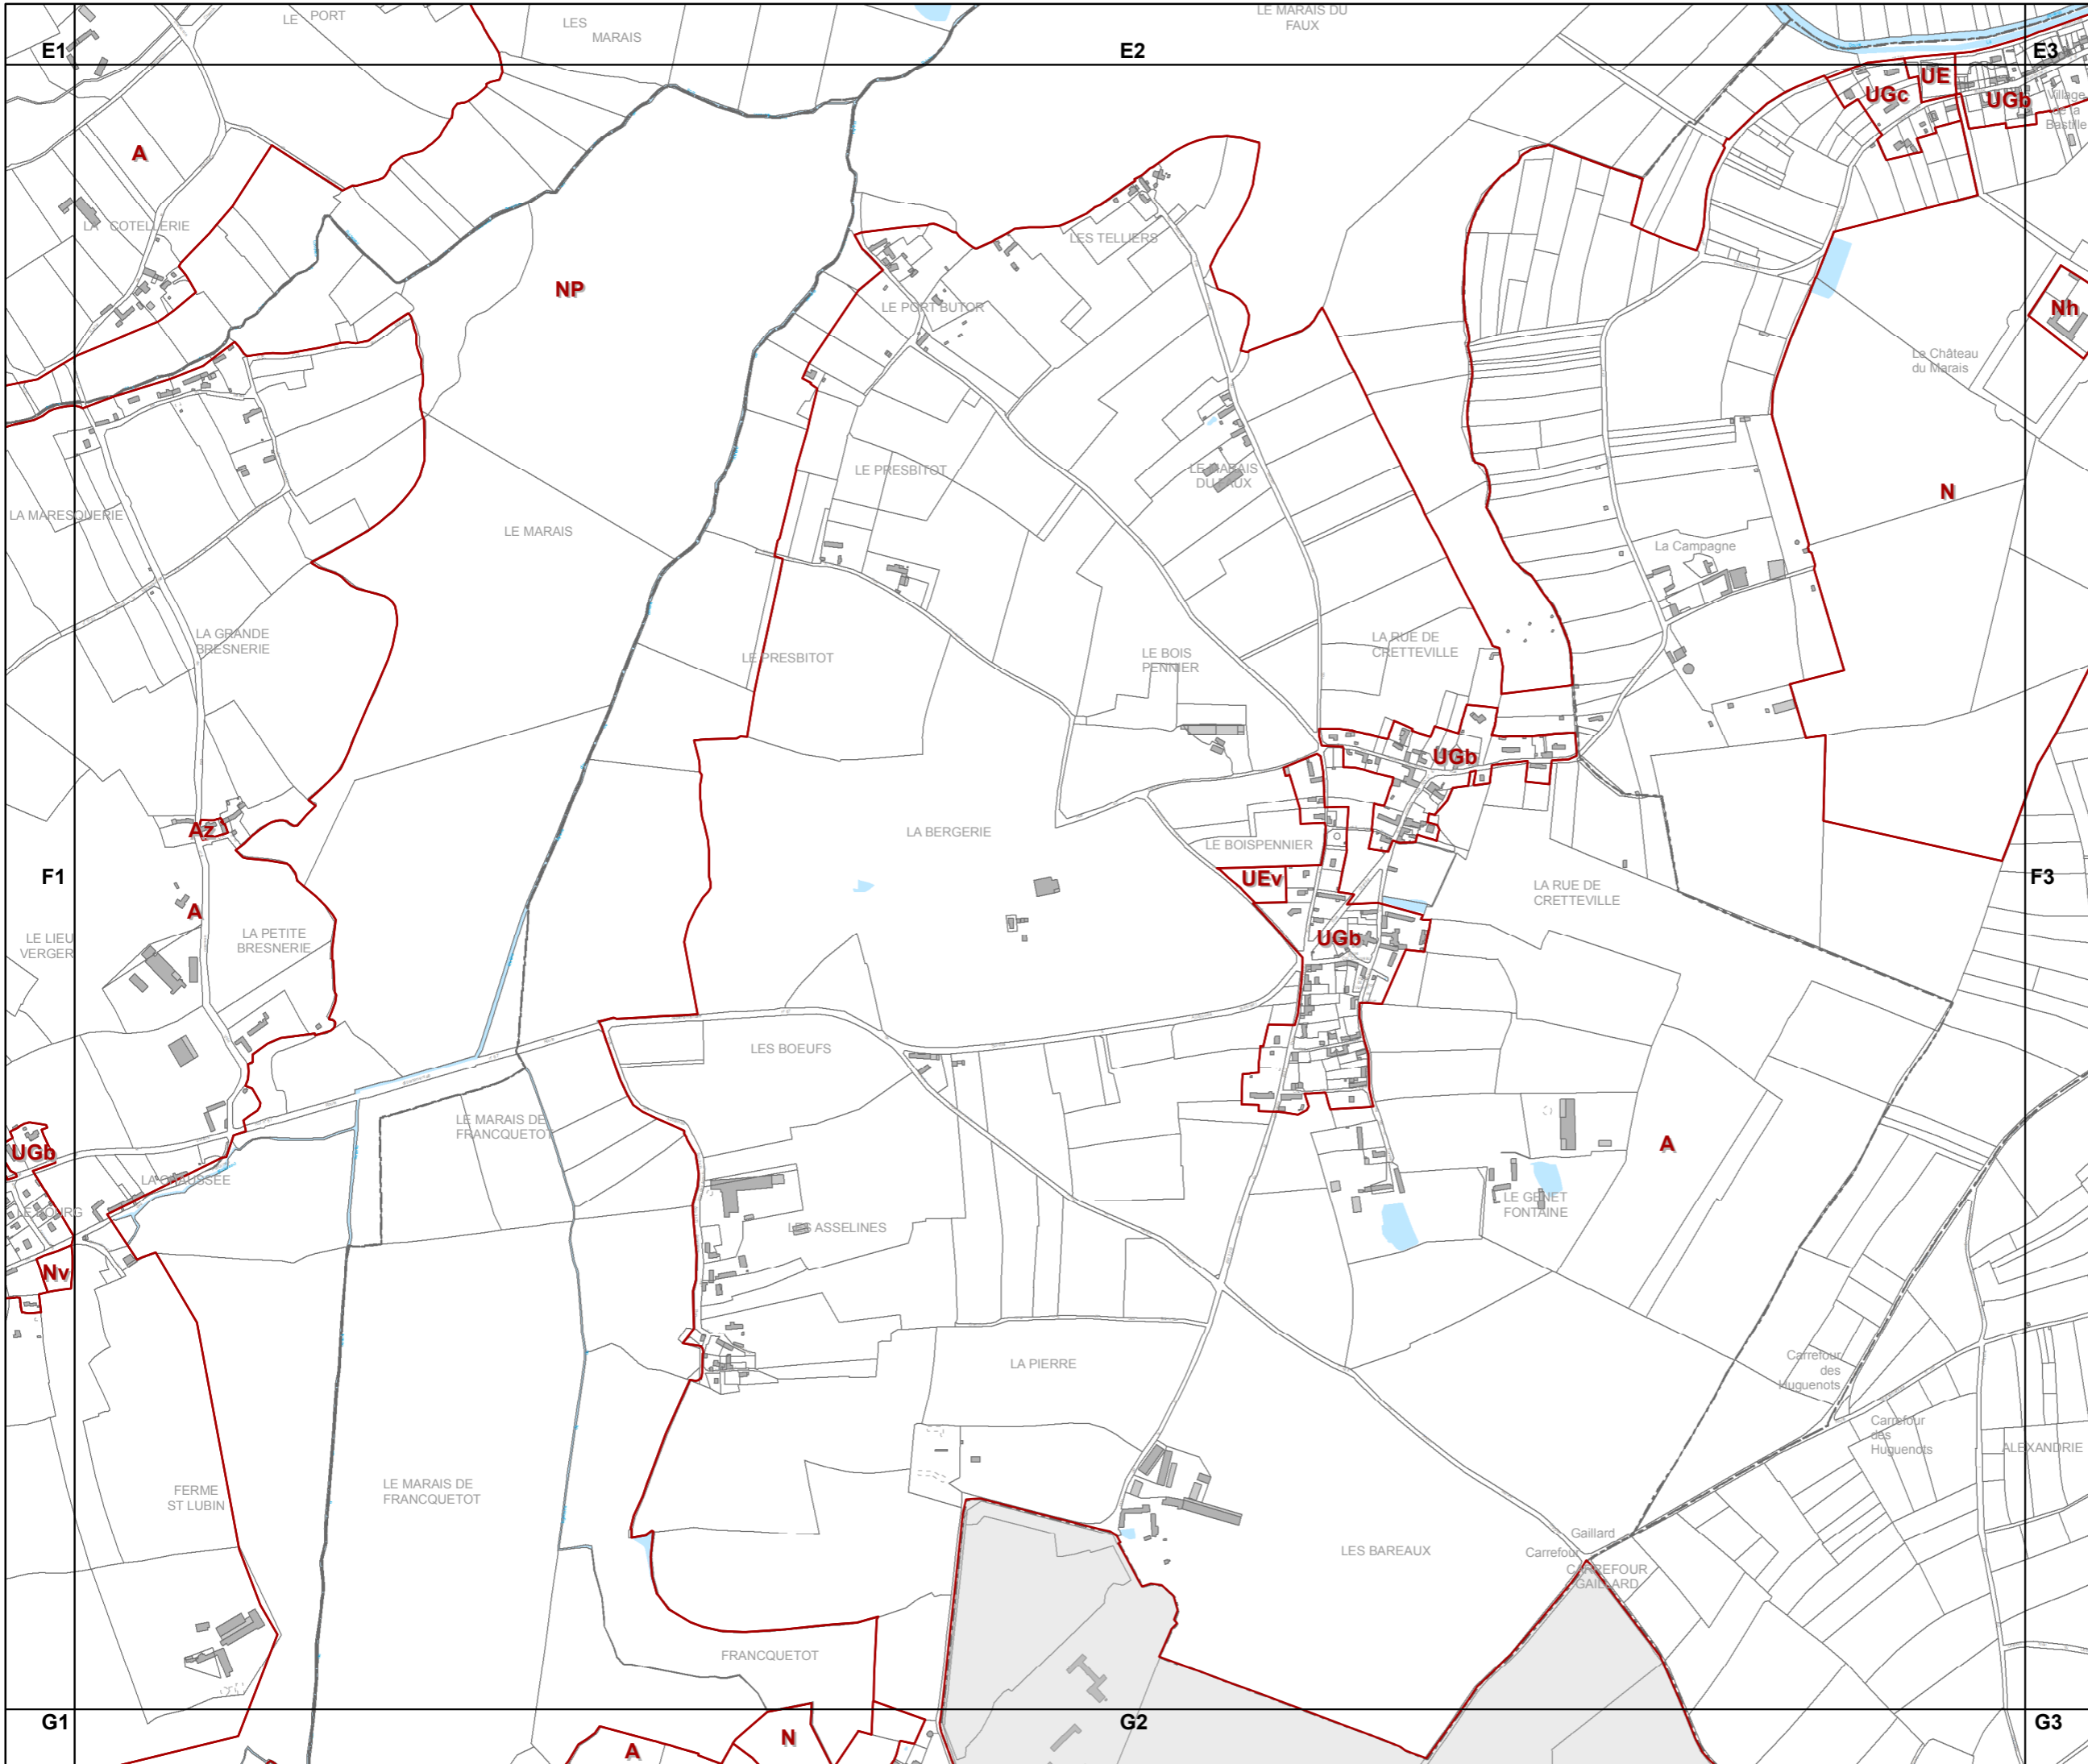 LE PORT
LES
MARAIS
LE MARAIS DU
FAUX
E1
E2
E3
UE
UGc
UGb
Village
de la
Bastille
A
LA COTELLERIE
NP
LES TELLIERS
LE PORT BUTOR
Nh
Le Château
du Marais
LE PRESBITOT
LE MARAIS
DU FAUX
N
LA MARESQUERIE
LE MARAIS
La Campagne
LA GRANDE
BRESNERIE
LE PRESBITOT
LE BOIS
PENNIER
LA RUE DE
CRETTEVILLE
UGb
Az
LA BERGERIE
LE BOISPENNIER
F1
UEv
F3
LA RUE DE
CRETTEVILLE
A
LE LIEU
VERGER
LA PETITE
BRESNERIE
UGb
LES BOEUFS
LE MARAIS DE
FRANCQUETOT
UGb
A
LA CHAUSSÉE
LE BOURG
LE GENET
FONTAINE
LES ASSELINES
Nv
LA PIERRE
Carrefour
des
Huguenots
Carrefour
des
Huguenots
ALEXANDRIE
FERME
ST LUBIN
LE MARAIS DE
FRANCQUETOT
Gaillard
Carrefour
LES BAREAUX
CARREFOUR
GAILLARD
FRANCQUETOT
G1
G2
G3
N
A